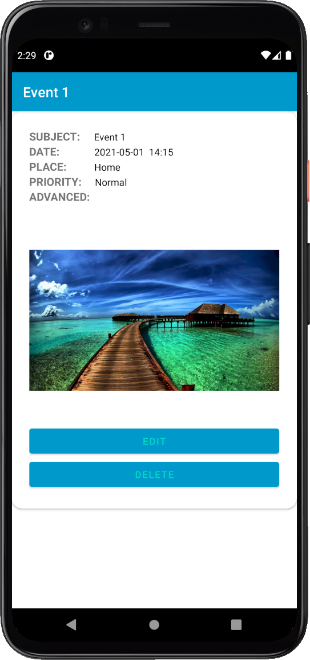 2:29
Event 1
SUBJECT: Event 1
DATE: 2021-05-01 14:15
PLACE: Home
PRIORITY: Normal
ADVANCED:
EDIT
DELETE